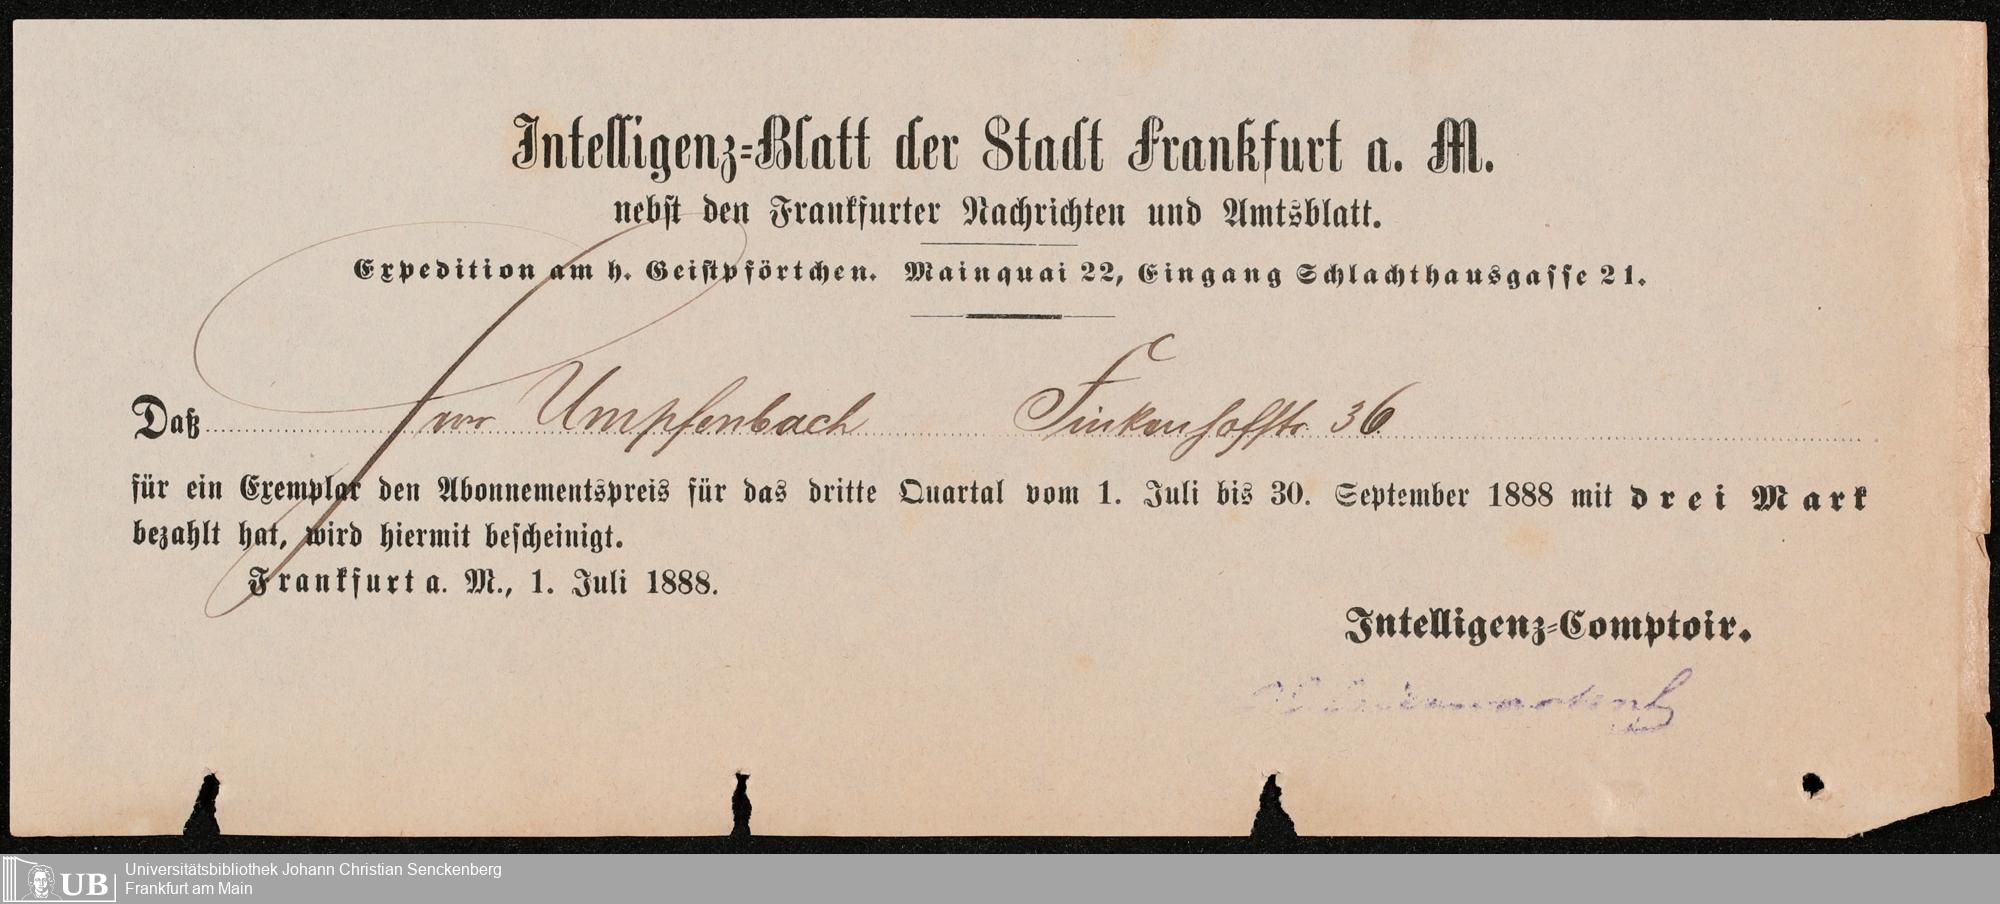 Intelligenz=Blatt der Stadt Frankfurt a. M.
nebst den Frankfurter Nachrichten und Amtsblatt.
Expedition am h. Geistpförtchen. Mainquai 22, Eingang Schlachthausgasse 21.
Daß Umpfenbach Finkenhofstr. 36
für ein Exemplar den Abonnementspreis für das dritte Quartal vom 1. Juli bis 30. September 1888 mit drei Mark
bezahlt hat, wird hiermit bescheinigt.
Frankfurt a. M., 1. Juli 1888.
Intelligenz=Comptoir.
Universitätsbibliothek Johann Christian Senckenberg
UB Frankfurt am Main